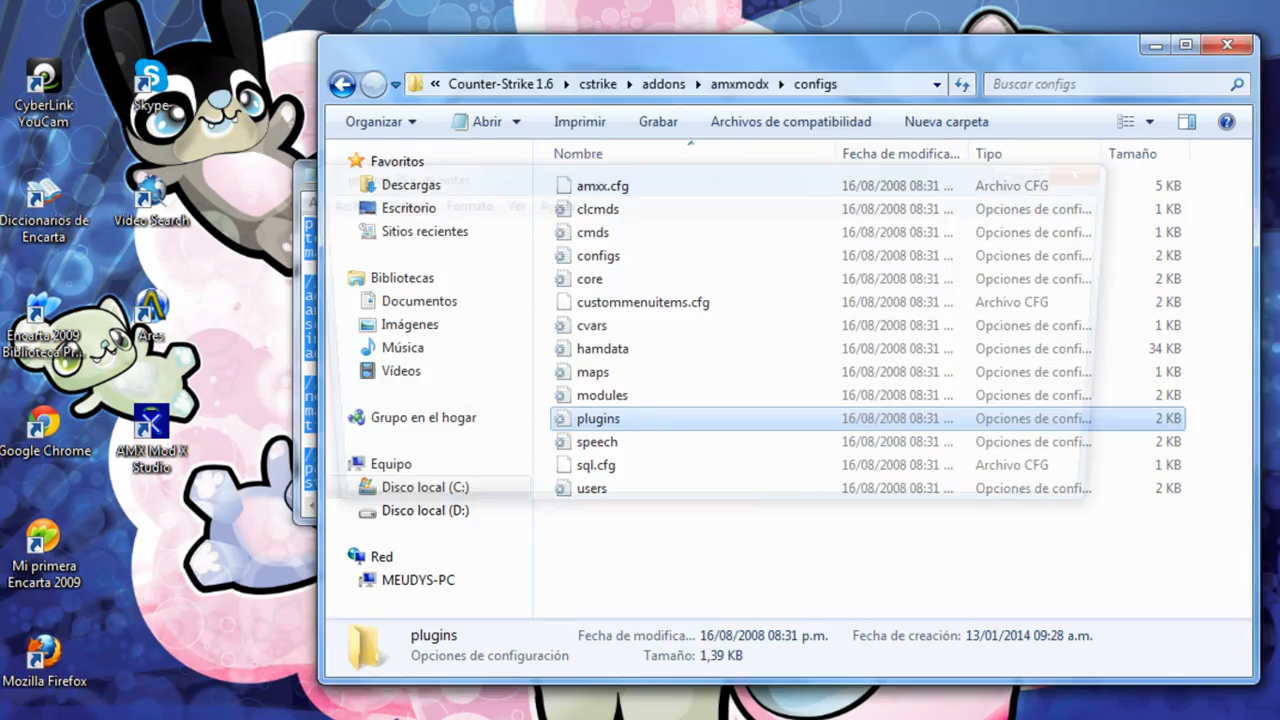 CyberLink
YouCam
Skype
Diccionarios de
Encarta
Video Search
Encarta 2009
Biblioteca Pr...
Ares
Google Chrome
AMX Mod X
Studio
Mi primera
Encarta 2009
Mozilla Firefox
« Counter-Strike 1.6 cstrike addons amxmodx configs
Buscar configs
Organizar Abrir Imprimir Grabar Archivos de compatibilidad Nueva carpeta
Nombre Fecha de modifica... Tipo Tamaño
Favoritos
Descargas
Escritorio
Sitios recientes
Bibliotecas
Documentos
Imágenes
Música
Vídeos
Grupo en el hogar
Equipo
Disco local (C:)
Disco local (D:)
Red
MEUDYS-PC
amxx.cfg 16/08/2008 08:31 ... Archivo CFG 5 KB
clcmds 16/08/2008 08:31 ... Opciones de confi... 1 KB
cmds 16/08/2008 08:31 ... Opciones de confi... 1 KB
configs 16/08/2008 08:31 ... Opciones de confi... 2 KB
core 16/08/2008 08:31 ... Opciones de confi... 2 KB
custommenuitems.cfg 16/08/2008 08:31 ... Archivo CFG 2 KB
cvars 16/08/2008 08:31 ... Opciones de confi... 1 KB
hamdata 16/08/2008 08:31 ... Opciones de confi... 34 KB
maps 16/08/2008 08:31 ... Opciones de confi... 1 KB
modules 16/08/2008 08:31 ... Opciones de confi... 2 KB
plugins 16/08/2008 08:31 ... Opciones de confi... 2 KB
speech 16/08/2008 08:31 ... Opciones de confi... 2 KB
sql.cfg 16/08/2008 08:31 ... Archivo CFG 1 KB
users 16/08/2008 08:31 ... Opciones de confi... 2 KB
plugins Fecha de modifica... 16/08/2008 08:31 p.m. Fecha de creación: 13/01/2014 09:28 a.m.
Opciones de configuración Tamaño: 1,39 KB